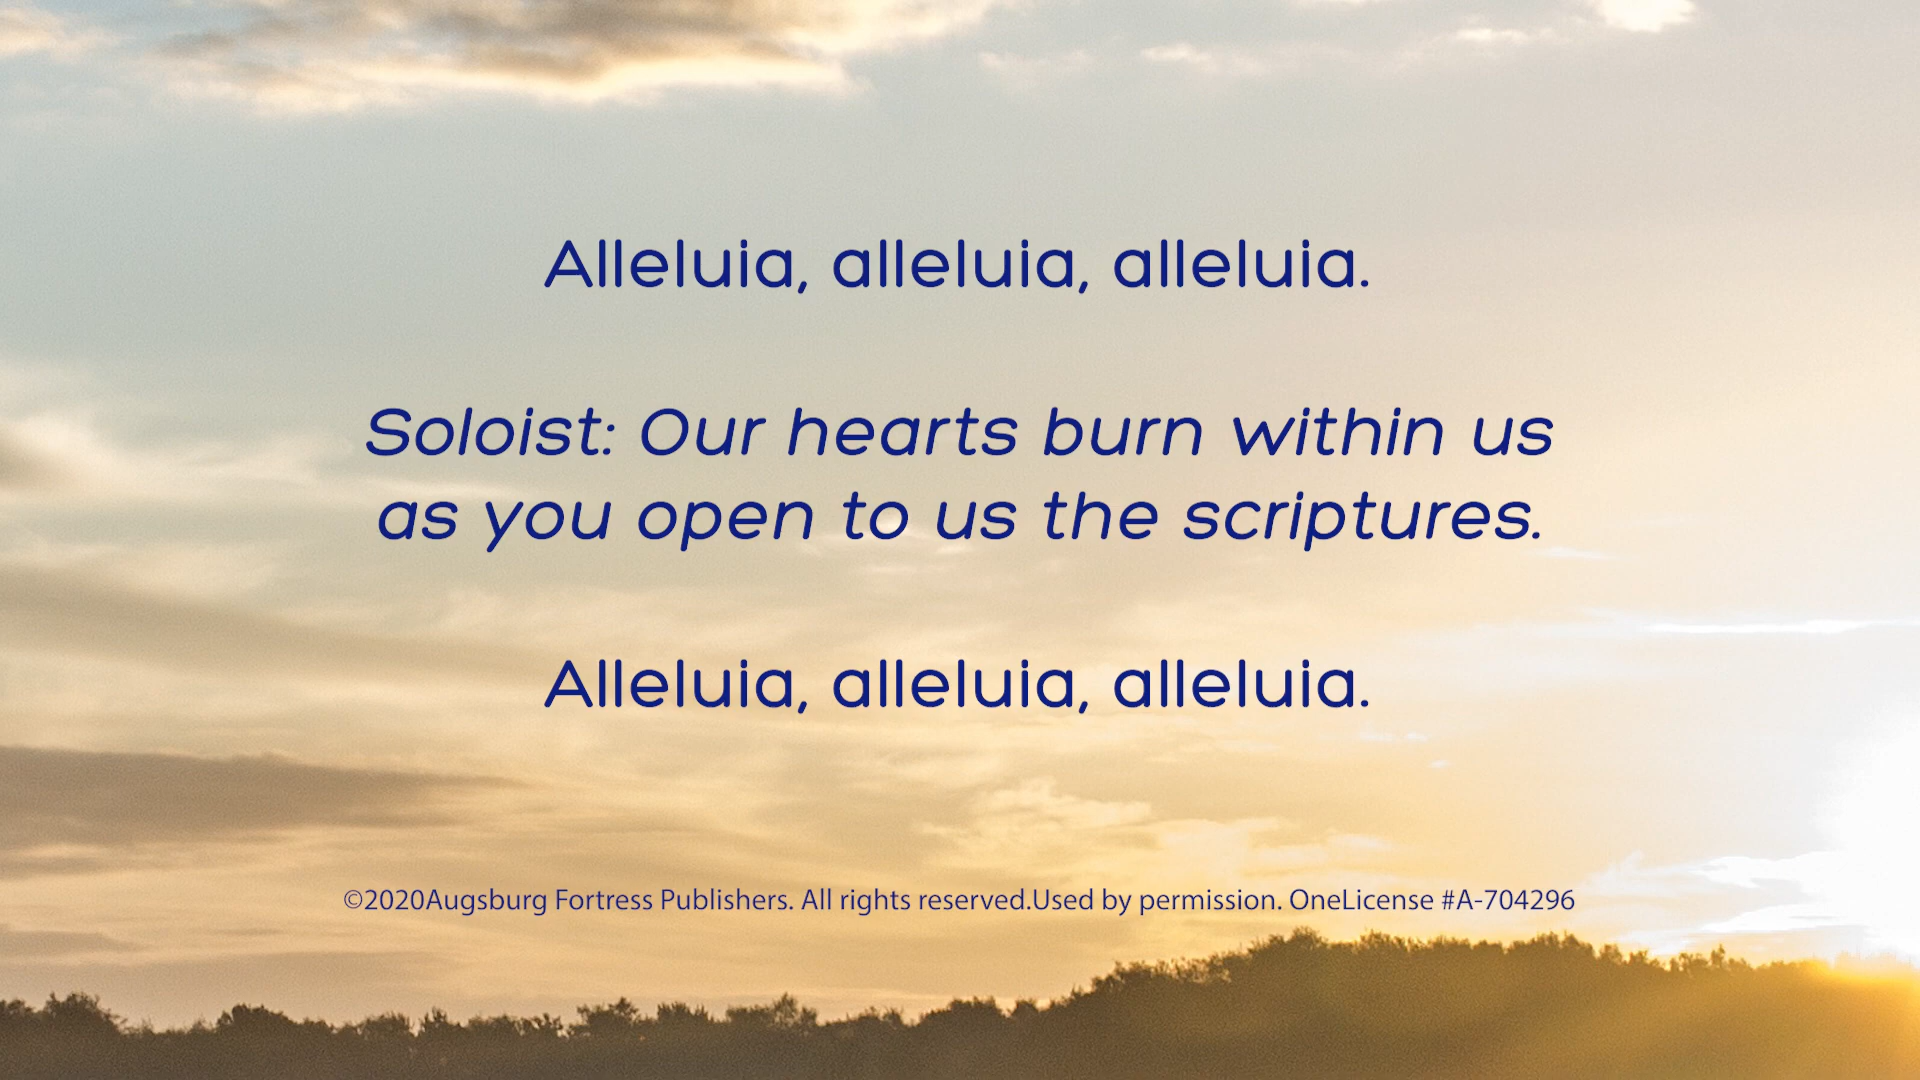 Alleluia, alleluia, alleluia.
Soloist: Our hearts burn within us
as you open to us the scriptures.
Alleluia, alleluia, alleluia.
©2020Augsburg Fortress Publishers. All rights reserved.Used by permission. OneLicense #A-704296